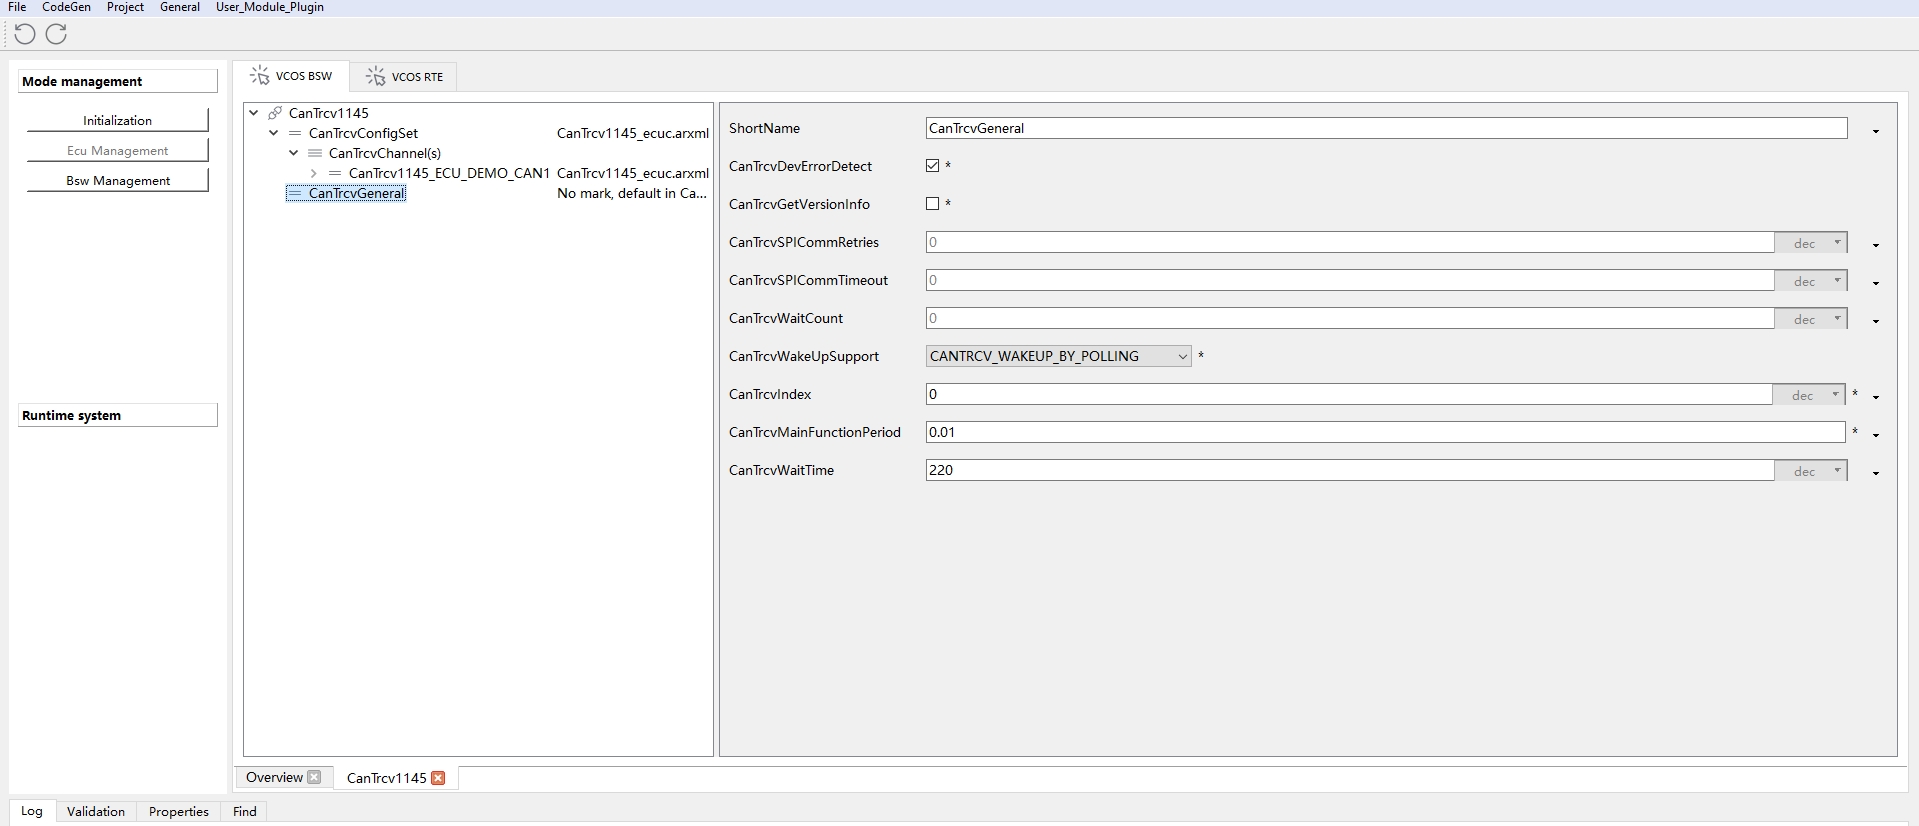 File CodeGen Project General User_Module_Plugin
Mode management
Initialization
Ecu Management
Bsw Management
Runtime system
VCOS BSW VCOS RTE
CanTrcv1145
CanTrcvConfigSet CanTrcv1145_ecuc.arxml
CanTrcvChannel(s)
CanTrcv1145_ECU_DEMO_CAN1 CanTrcv1145_ecuc.arxml
CanTrcvGeneral No mark, default in Ca...
ShortName CanTrcvGeneral
CanTrcvDevErrorDetect *
CanTrcvGetVersionInfo *
CanTrcvSPICommRetries 0 dec
CanTrcvSPICommTimeout 0 dec
CanTrcvWaitCount 0 dec
CanTrcvWakeUpSupport CANTRCV_WAKEUP_BY_POLLING *
CanTrcvIndex 0 dec *
CanTrcvMainFunctionPeriod 0.01 *
CanTrcvWaitTime 220 dec
Overview CanTrcv1145
Log Validation Properties Find